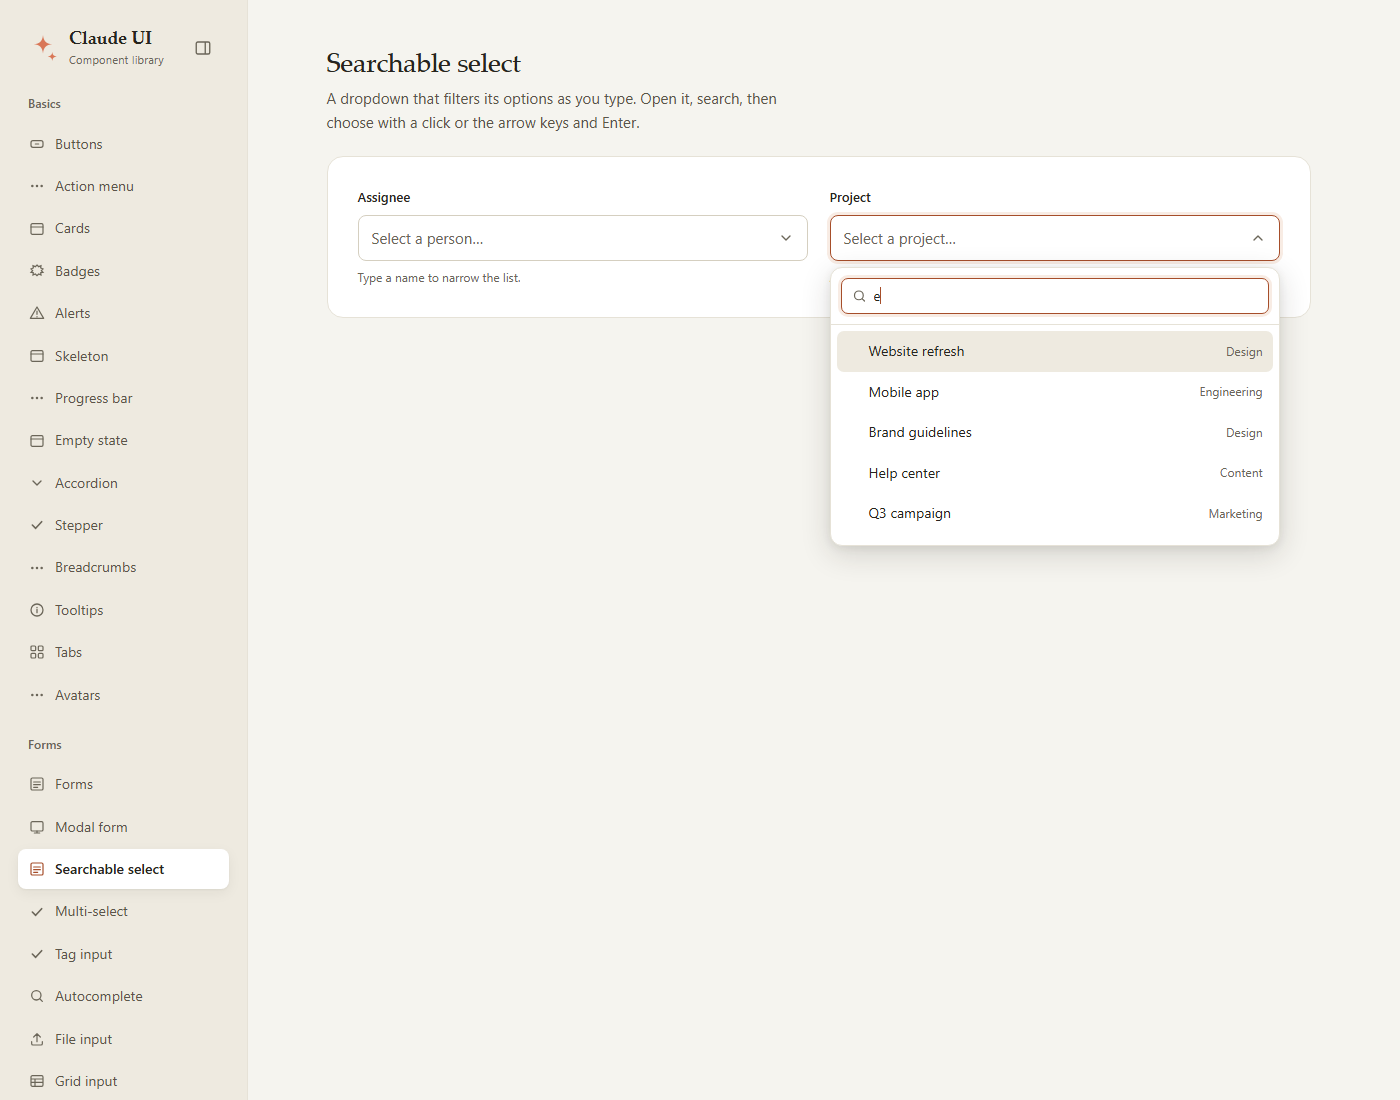 Claude UI
Component library
Basics
Buttons
Action menu
Cards
Badges
Alerts
Skeleton
Progress bar
Empty state
Accordion
Stepper
Breadcrumbs
Tooltips
Tabs
Avatars
Forms
Forms
Modal form
Searchable select
Multi-select
Tag input
Autocomplete
File input
Grid input
Searchable select
A dropdown that filters its options as you type. Open it, search, then
choose with a click or the arrow keys and Enter.
Assignee
Select a person...
Type a name to narrow the list.
Project
Select a project...
e
Website refresh Design
Mobile app Engineering
Brand guidelines Design
Help center Content
Q3 campaign Marketing